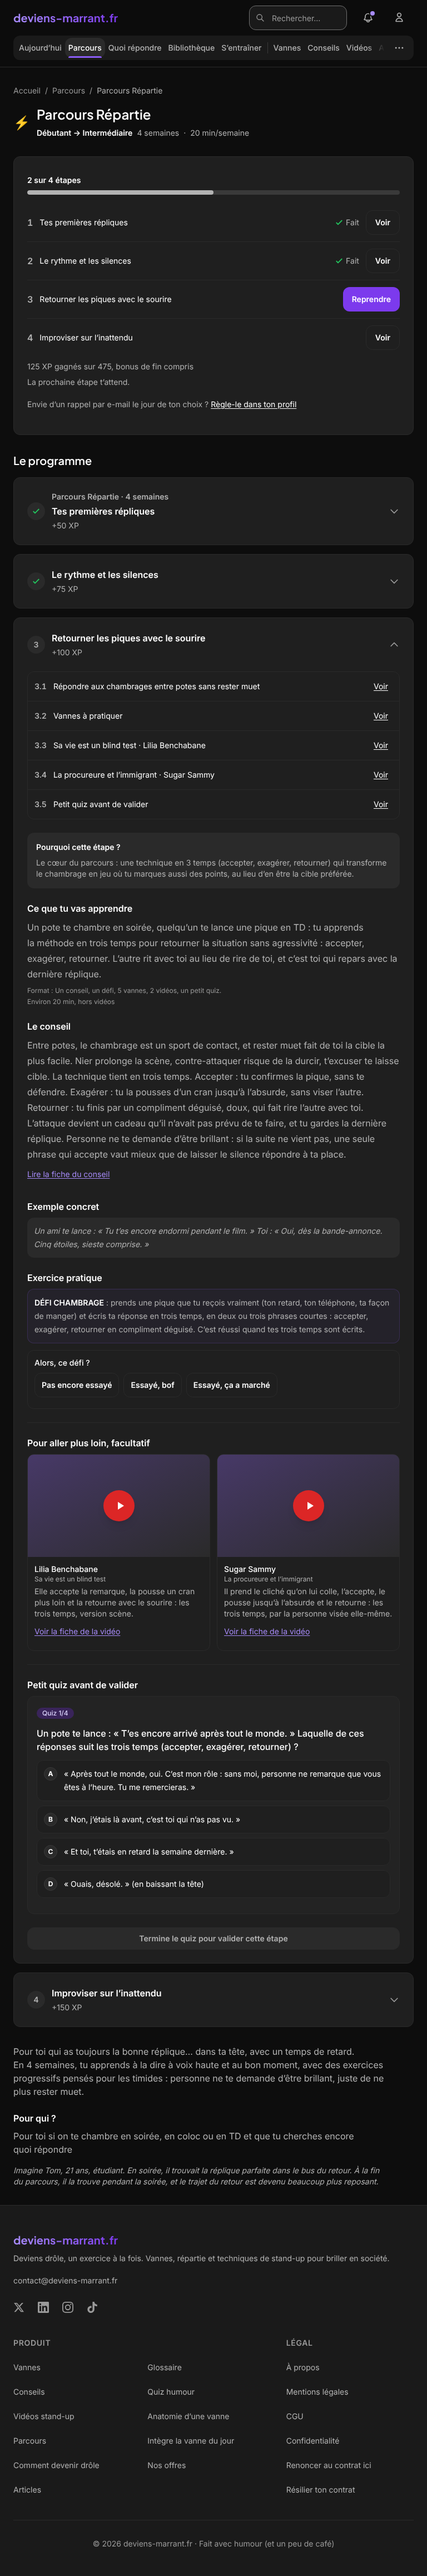 deviens-marrant.fr
Rechercher...
Aujourd'hui Parcours Quoi répondre Bibliothèque S'entraîner Vannes Conseils Vidéos
Accueil / Parcours / Parcours Répartie
⚡ Parcours Répartie
Débutant → Intermédiaire 4 semaines · 20 min/semaine
2 sur 4 étapes
1 Tes premières répliques ✓ Fait Voir
2 Le rythme et les silences ✓ Fait Voir
3 Retourner les piques avec le sourire Reprendre
4 Improviser sur l'inattendu Voir
125 XP gagnés sur 475, bonus de fin compris
La prochaine étape t'attend.
Envie d'un rappel par e-mail le jour de ton choix ? Règle-le dans ton profil
Le programme
Parcours Répartie · 4 semaines
Tes premières répliques
+50 XP
Le rythme et les silences
+75 XP
3
Retourner les piques avec le sourire
+100 XP
3.1 Répondre aux chambrages entre potes sans rester muet Voir
3.2 Vannes à pratiquer Voir
3.3 Sa vie est un blind test · Lilia Benchabane Voir
3.4 La procureure et l'immigrant · Sugar Sammy Voir
3.5 Petit quiz avant de valider Voir
Pourquoi cette étape ?
Le cœur du parcours : une technique en 3 temps (accepter, exagérer, retourner) qui transforme
le chambrage en jeu où tu marques aussi des points, au lieu d'en être la cible préférée.
Ce que tu vas apprendre
Un pote te chambre en soirée, quelqu'un te lance une pique en TD : tu apprends
la méthode en trois temps pour retourner la situation sans agressivité : accepter,
exagérer, retourner. L'autre rit avec toi au lieu de rire de toi, et c'est toi qui repars avec la
dernière réplique.
Format : Un conseil, un défi, 5 vannes, 2 vidéos, un petit quiz.
Environ 20 min, hors vidéos
Le conseil
Entre potes, le chambrage est un sport de contact, et rester muet fait de toi la cible la
plus facile. Nier prolonge la scène, contre-attaquer risque de la durcir, t'excuser te laisse
cible. La technique tient en trois temps. Accepter : tu confirmes la pique, sans te
défendre. Exagérer : tu la pousses d'un cran jusqu'à l'absurde, sans viser l'autre.
Retourner : tu finis par un compliment déguisé, doux, qui fait rire l'autre avec toi.
L'attaque devient un cadeau qu'il n'avait pas prévu de te faire, et tu gardes la dernière
réplique. Personne ne te demande d'être brillant : si la suite ne vient pas, une seule
phrase qui accepte vaut mieux que de laisser le silence répondre à ta place.
Lire la fiche du conseil
Exemple concret
Un ami te lance : « Tu t'es encore endormi pendant le film. » Toi : « Oui, dès la bande-annonce.
Cinq étoiles, sieste comprise. »
Exercice pratique
DÉFI CHAMBRAGE : prends une pique que tu reçois vraiment (ton retard, ton téléphone, ta façon
de manger) et écris ta réponse en trois temps, en deux ou trois phrases courtes : accepter,
exagérer, retourner en compliment déguisé. C'est réussi quand tes trois temps sont écrits.
Alors, ce défi ?
Pas encore essayé Essayé, bof Essayé, ça a marché
Pour aller plus loin, facultatif
Lilia Benchabane
Sa vie est un blind test
Elle accepte la remarque, la pousse un cran
plus loin et la retourne avec le sourire : les
trois temps, version scène.
Voir la fiche de la vidéo
Sugar Sammy
La procureure et l'immigrant
Il prend le cliché qu'on lui colle, l'accepte, le
pousse jusqu'à l'absurde et le retourne : les
trois temps, par la personne visée elle-même.
Voir la fiche de la vidéo
Petit quiz avant de valider
Quiz 1/4
Un pote te lance : « T'es encore arrivé après tout le monde. » Laquelle de ces
réponses suit les trois temps (accepter, exagérer, retourner) ?
A « Après tout le monde, oui. C'est mon rôle : sans moi, personne ne remarque que vous
êtes à l'heure. Tu me remercieras. »
B « Non, j'étais là avant, c'est toi qui n'as pas vu. »
C « Et toi, t'étais en retard la semaine dernière. »
D « Ouais, désolé. » (en baissant la tête)
Termine le quiz pour valider cette étape
4
Improviser sur l'inattendu
+150 XP
Pour toi qui as toujours la bonne réplique... dans ta tête, avec un temps de retard.
En 4 semaines, tu apprends à la dire à voix haute et au bon moment, avec des exercices
progressifs pensés pour les timides : personne ne te demande d'être brillant, juste de ne
plus rester muet.
Pour qui ?
Pour toi si on te chambre en soirée, en coloc ou en TD et que tu cherches encore
quoi répondre
Imagine Tom, 21 ans, étudiant. En soirée, il trouvait la réplique parfaite dans le bus du retour. À la fin
du parcours, il la trouve pendant la soirée, et le trajet du retour est devenu beaucoup plus reposant.
deviens-marrant.fr
Deviens drôle, un exercice à la fois. Vannes, répartie et techniques de stand-up pour briller en société.
contact@deviens-marrant.fr
PRODUIT
Vannes
Conseils
Vidéos stand-up
Parcours
Comment devenir drôle
Articles
Glossaire
Quiz humour
Anatomie d'une vanne
Intègre la vanne du jour
Nos offres
LÉGAL
À propos
Mentions légales
CGU
Confidentialité
Renoncer au contrat ici
Résilier ton contrat
© 2026 deviens-marrant.fr · Fait avec humour (et un peu de café)